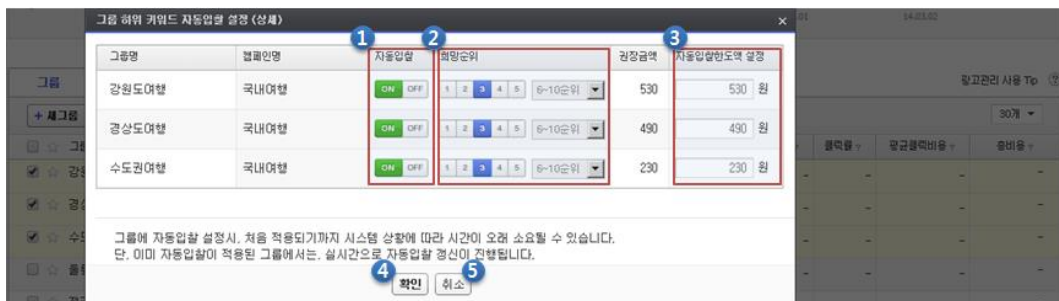 그룹 하위 키워드 자동입찰 설정 (상세) ×
14.03.02
1 2 3
그룹명 캠페인명 자동입찰 희망순위 권장금액 자동입찰한도액 설정
강원도여행 국내여행 ON OFF 1 2 3 4 5 6~10순위 530 530 원
경상도여행 국내여행 ON OFF 1 2 3 4 5 6~10순위 490 490 원
수도권여행 국내여행 ON OFF 1 2 3 4 5 6~10순위 230 230 원
그룹에 자동입찰 설정시, 처음 적용되기까지 시스템 상황에 따라 시간이 오래 소요될 수 있습니다.
단, 이미 자동입찰이 적용된 그룹에서는, 실시간으로 자동입찰 갱신이 진행됩니다.
4 5
확인 취소
그룹
+ 새그룹
광고관리 사용 Tip ?
30개
클릭률 평균클릭비용 총비용